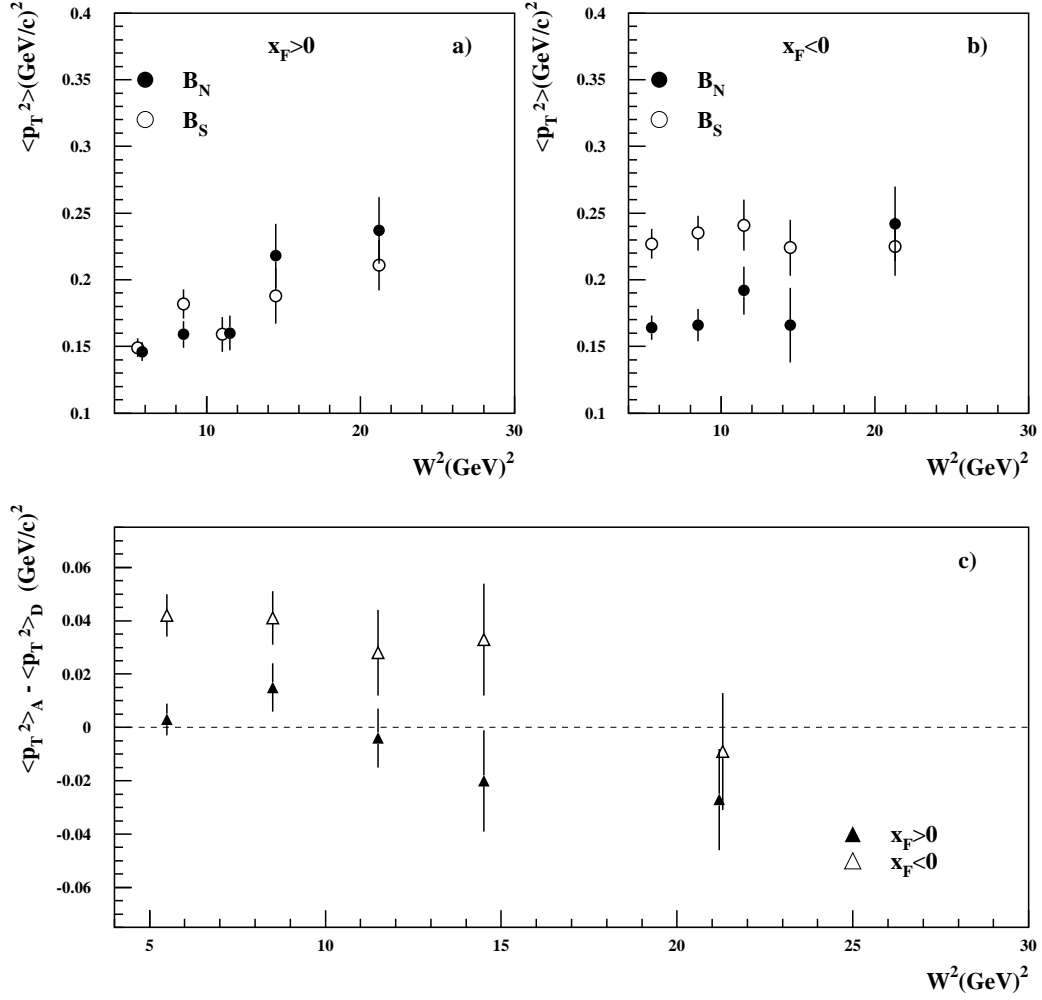 <p_T^2>(GeV/c)^2
0.4
0.35
0.3
0.25
0.2
0.15
0.1
x_F>0
a)
B_N
B_S
10
20
30
W^2(GeV)^2
<p_T^2>(GeV/c)^2
0.4
0.35
0.3
0.25
0.2
0.15
0.1
x_F<0
b)
B_N
B_S
10
20
30
W^2(GeV)^2
<p_T^2>_A - <p_T^2>_D (GeV/c)^2
0.06
0.04
0.02
0
-0.02
-0.04
-0.06
c)
x_F>0
x_F<0
5
10
15
20
25
30
W^2(GeV)^2